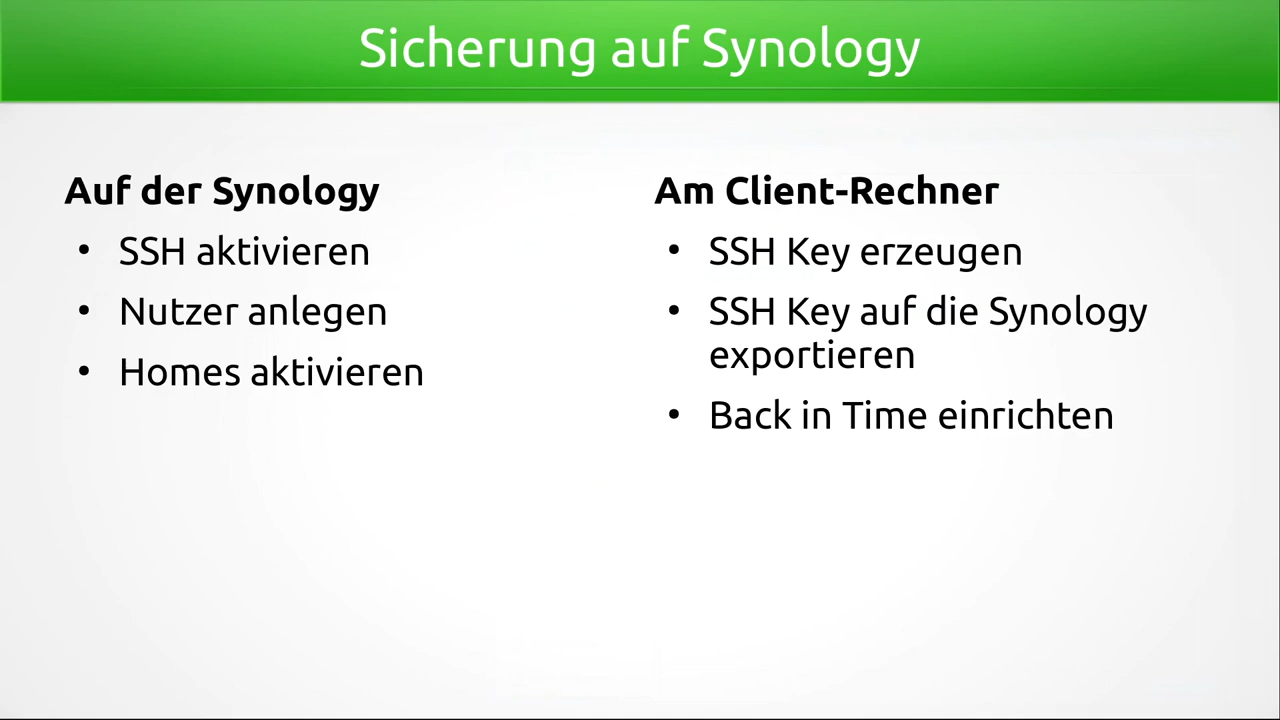 Sicherung auf Synology
Auf der Synology
• SSH aktivieren
• Nutzer anlegen
• Homes aktivieren
Am Client-Rechner
• SSH Key erzeugen
• SSH Key auf die Synology
exportieren
• Back in Time einrichten